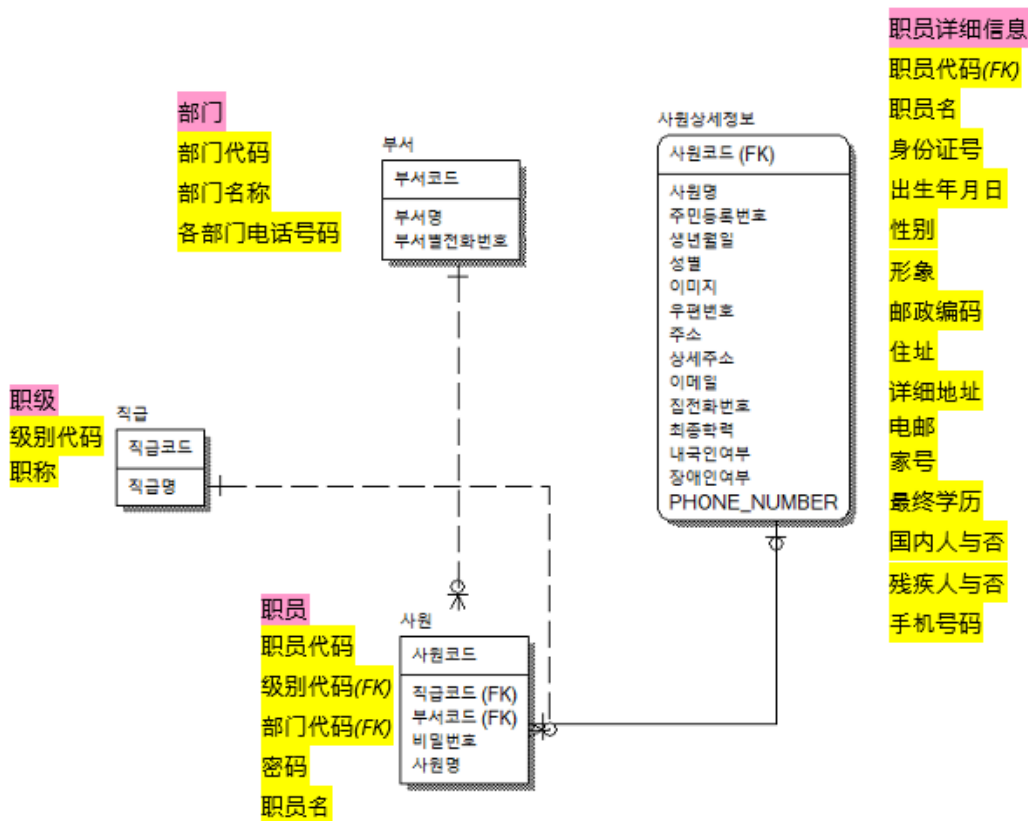 部门
部门代码
部门名称
各部门电话号码
부서
부서코드
부서명
부서별전화번호
职级
级别代码
职称
직급
직급코드
직급명
职员
职员代码
级别代码(FK)
部门代码(FK)
密码
职员名
사원
사원코드
직급코드 (FK)
부서코드 (FK)
비밀번호
사원명
사원상세정보
사원코드 (FK)
사원명
주민등록번호
생년월일
성별
이미지
우편번호
주소
상세주소
이메일
집전화번호
최종학력
내국인여부
장애인여부
PHONE_NUMBER
职员详细信息
职员代码(FK)
职员名
身份证号
出生年月日
性别
形象
邮政编码
住址
详细地址
电邮
家号
最终学历
国内人与否
残疾人与否
手机号码